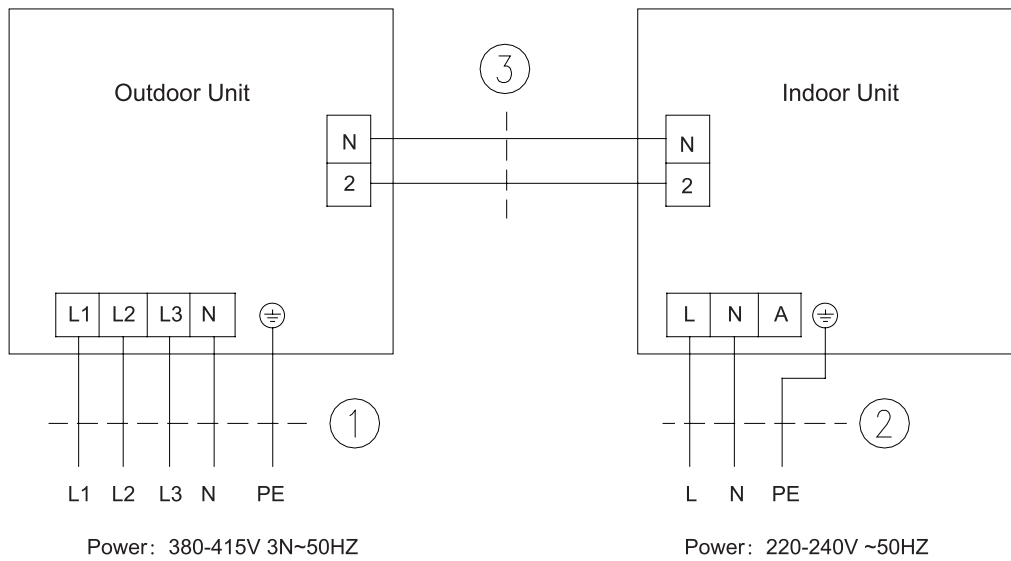 3
Outdoor Unit
Indoor Unit
N
N
2
2
L1 L2 L3 N
L N A
1
2
L1 L2 L3 N PE
L N PE
Power: 380-415V 3N~50HZ
Power: 220-240V ~50HZ